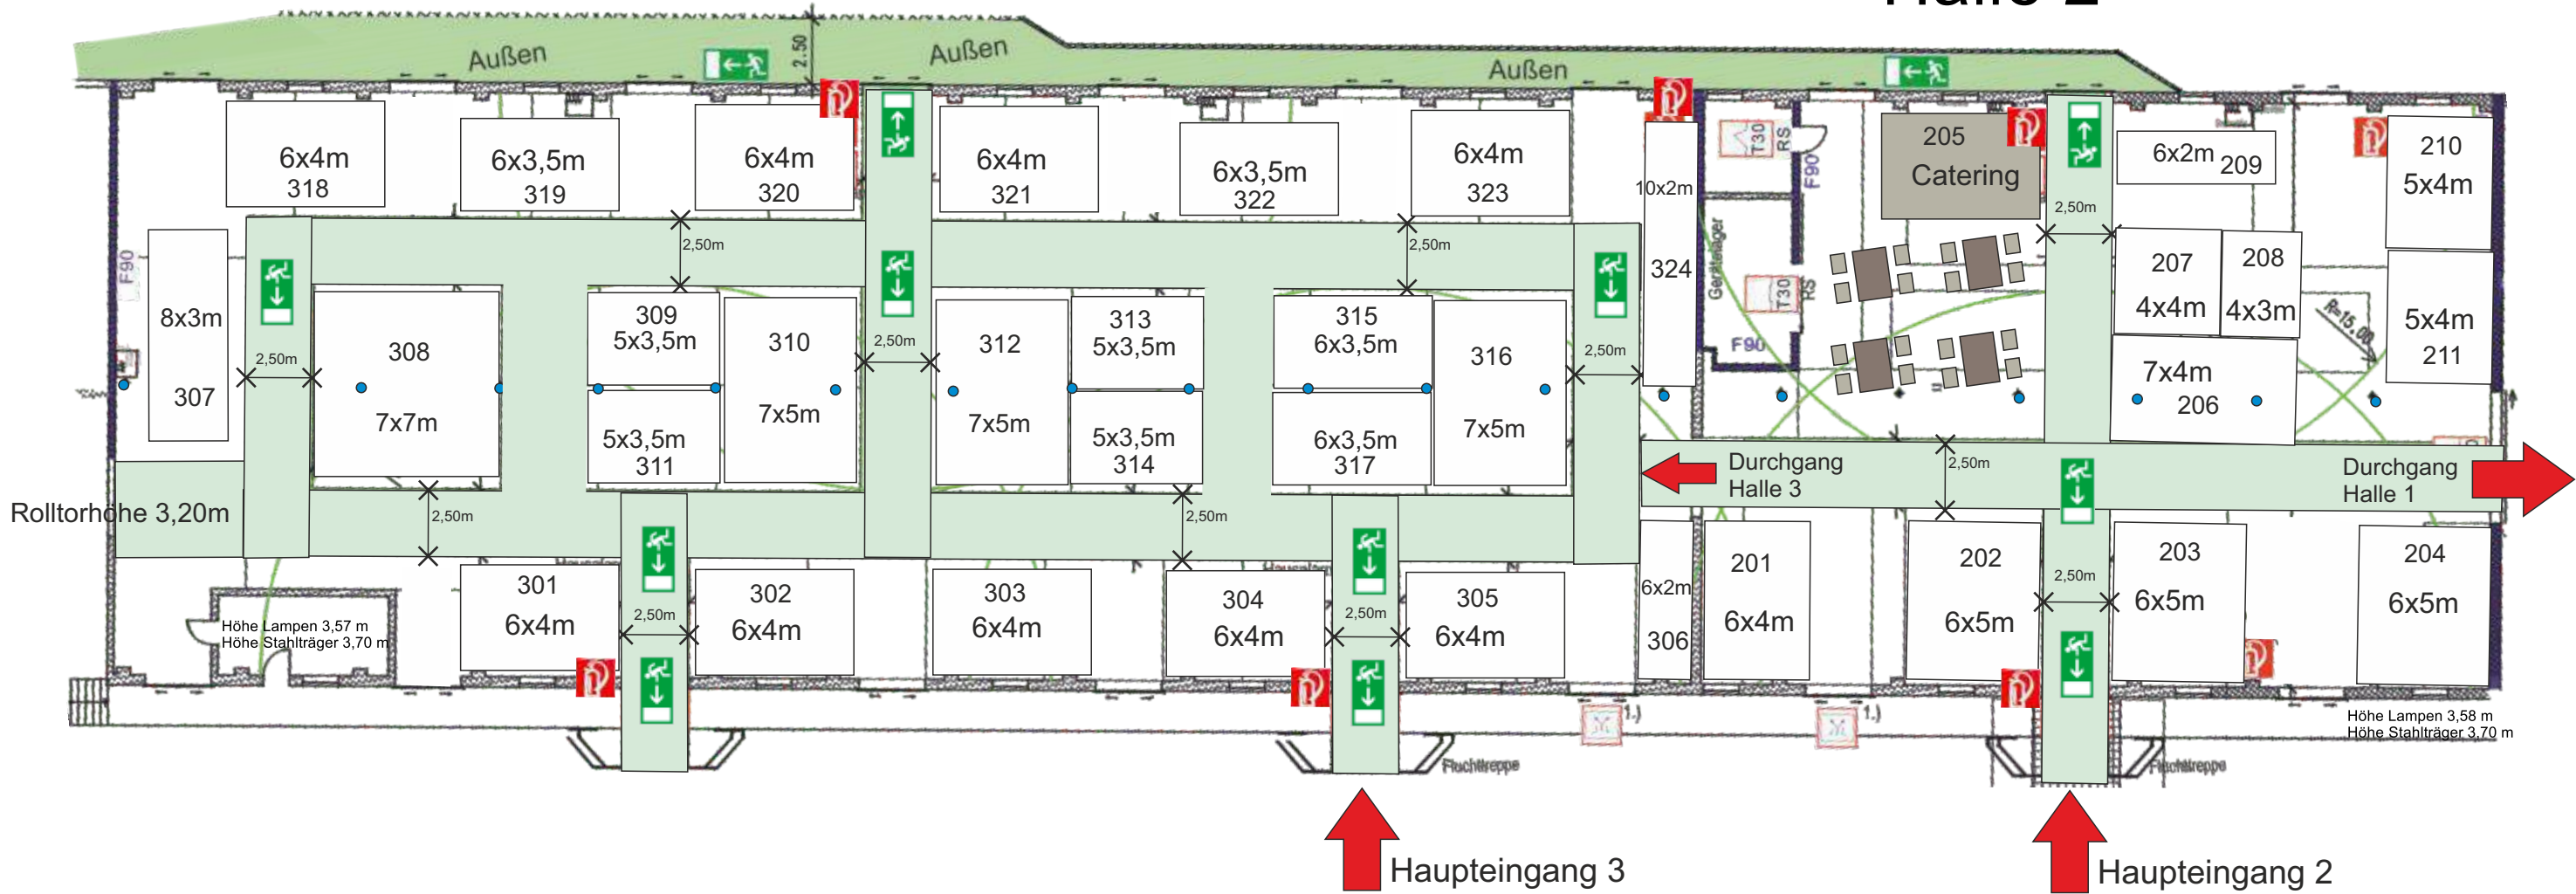 Halle 2
Außen
Außen
Außen
2.50
6x4m
318
6x3,5m
319
6x4m
320
6x4m
321
6x3,5m
322
6x4m
323
10x2m
324
T30
RS
F90
Gerätelager
T30
RS
F90
205
Catering
2,50m
6x2m 209
210
5x4m
207
4x4m
208
4x3m
R=15,00
5x4m
211
7x4m
206
F90
8x3m
307
2,50m
2,50m
2,50m
308
7x7m
309
5x3,5m
310
7x5m
5x3,5m
311
2,50m
312
7x5m
313
5x3,5m
5x3,5m
314
315
6x3,5m
6x3,5m
317
316
7x5m
2,50m
Durchgang
Halle 3
2,50m
Durchgang
Halle 1
Rolltorhöhe 3,20m
2,50m
2,50m
Höhe Lampen 3,57 m
Höhe Stahlträger 3,70 m
301
6x4m
2,50m
302
6x4m
303
6x4m
304
6x4m
2,50m
305
6x4m
6x2m
306
201
6x4m
202
6x5m
2,50m
203
6x5m
204
6x5m
1.)
1.)
Höhe Lampen 3,58 m
Höhe Stahlträger 3,70 m
Fluchttreppe
Fluchttreppe
Haupteingang 3
Haupteingang 2